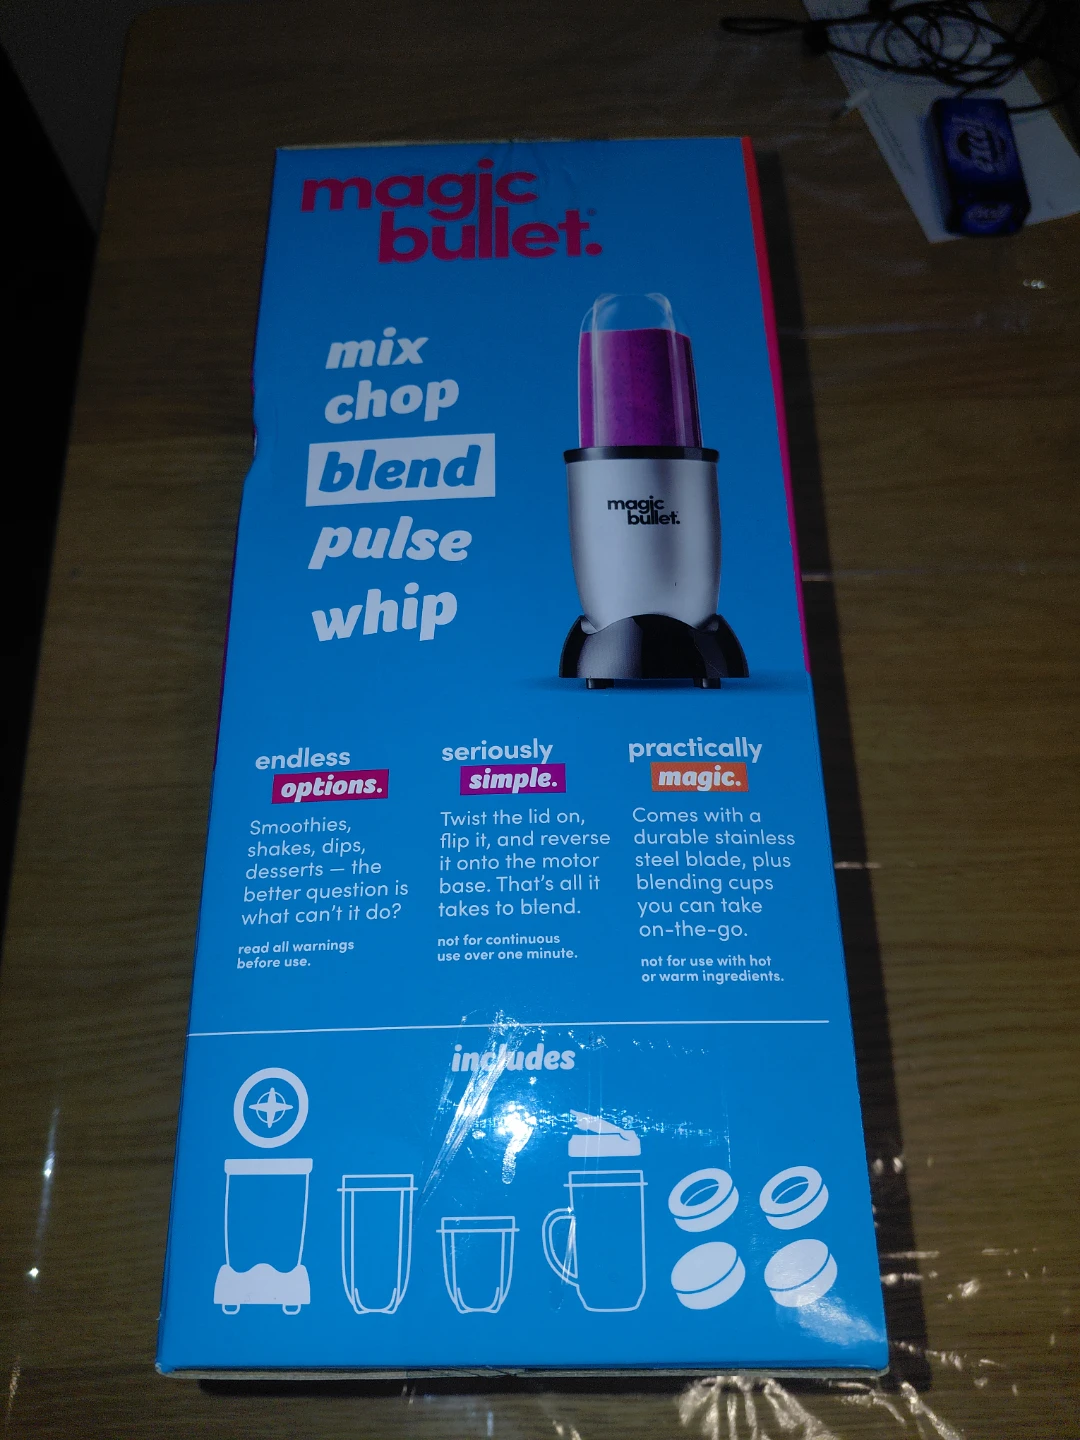 magic
bullet.
mix
chop
blend
pulse
whip
magic
bullet.
endless
options.
Smoothies,
shakes, dips,
desserts — the
better question is
what can't it do?
read all warnings
before use.
seriously
simple.
Twist the lid on,
flip it, and reverse
it onto the motor
base. That's all it
takes to blend.
not for continuous
use over one minute.
practically
magic.
Comes with a
durable stainless
steel blade, plus
blending cups
you can take
on-the-go.
not for use with hot
or warm ingredients.
includes